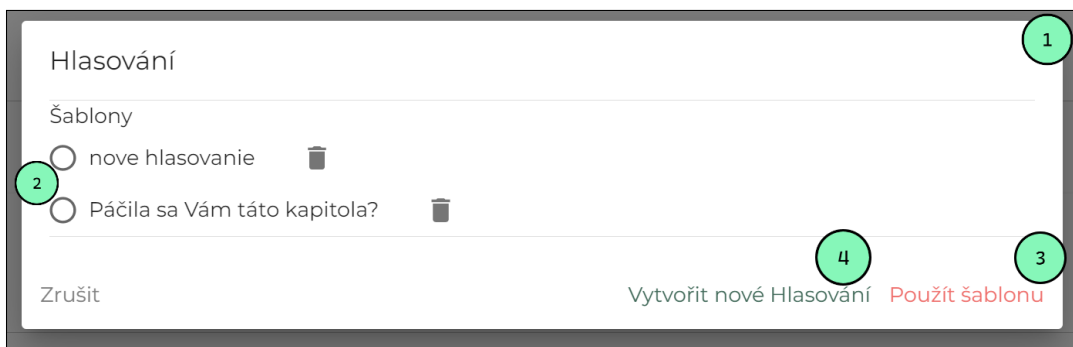 1
Hlasování
Šablony
nove hlasovanie
2
Páčila sa Vám táto kapitola?
4
3
Zrušit
Vytvořit nové Hlasování
Použít šablonu